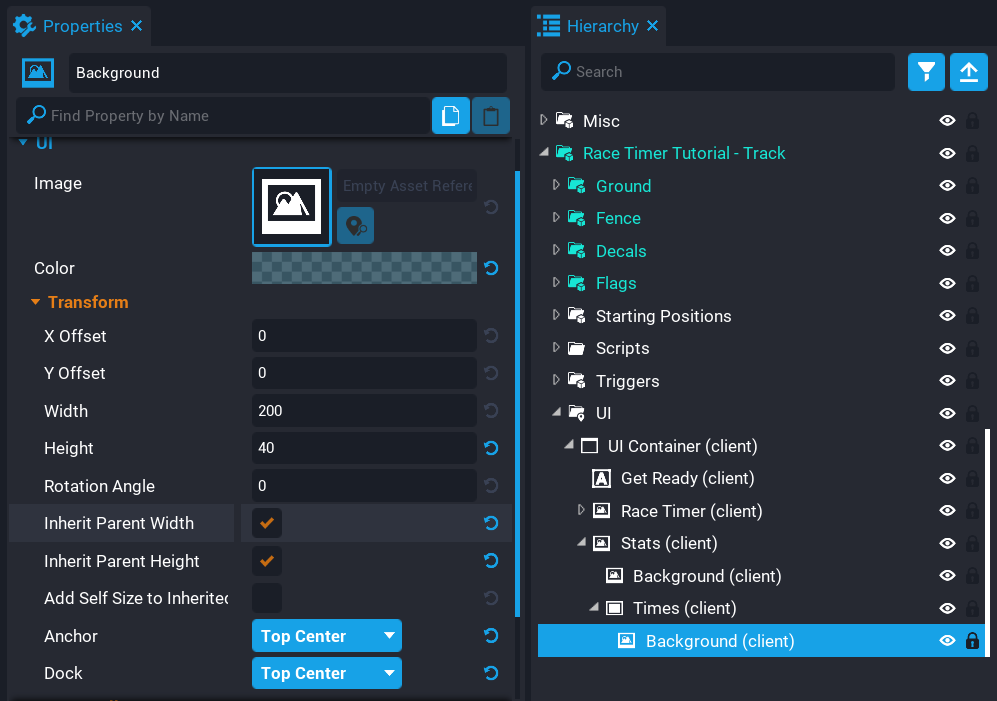 Properties
Background
Find Property by Name
UI
Image
Empty Asset Refere
Color
Transform
X Offset
0
Y Offset
0
Width
200
Height
40
Rotation Angle
0
Inherit Parent Width
Inherit Parent Height
Add Self Size to Inherited
Anchor
Top Center
Dock
Top Center
Hierarchy
Search
Misc
Race Timer Tutorial - Track
Ground
Fence
Decals
Flags
Starting Positions
Scripts
Triggers
UI
UI Container (client)
Get Ready (client)
Race Timer (client)
Stats (client)
Background (client)
Times (client)
Background (client)